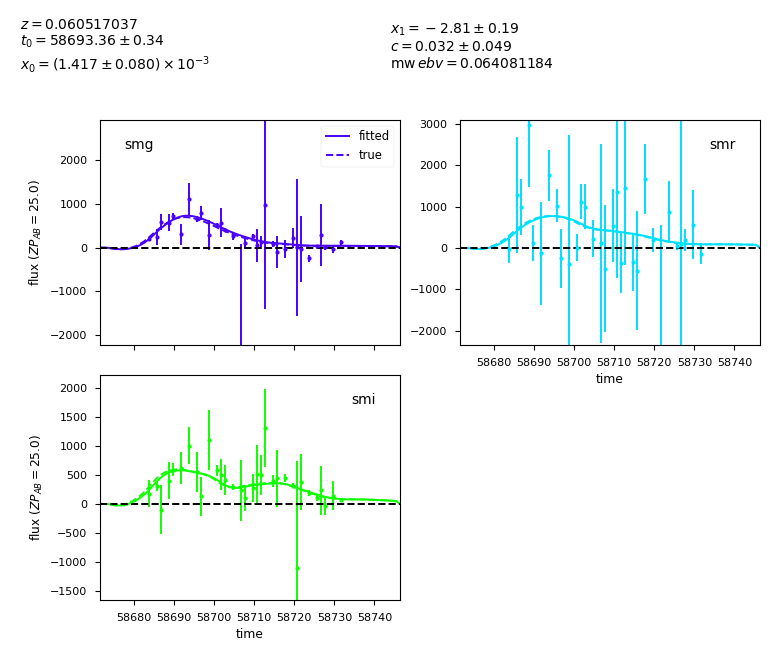 z = 0.060517037
t₀ = 58693.36 ± 0.34
x₀ = (1.417 ± 0.080) × 10⁻³
x₁ = −2.81 ± 0.19
c = 0.032 ± 0.049
mw ebv = 0.064081184
smg
fitted
true
2000
1000
0
−1000
−2000
flux (ZP_AB = 25.0)
smr
3000
2000
1000
0
−1000
−2000
58680 58690 58700 58710 58720 58730 58740
time
smi
2000
1500
1000
500
0
−500
−1000
−1500
flux (ZP_AB = 25.0)
58680 58690 58700 58710 58720 58730 58740
time